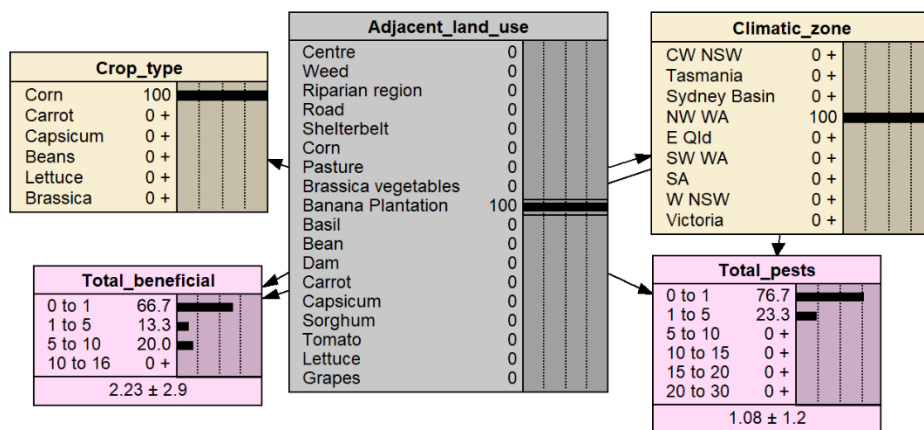 Crop_type
Corn 100
Carrot 0 +
Capsicum 0 +
Beans 0 +
Lettuce 0 +
Brassica 0 +
Total_beneficial
0 to 1 66.7
1 to 5 13.3
5 to 10 20.0
10 to 16 0 +
2.23 ± 2.9
Adjacent_land_use
Centre 0
Weed 0
Riparian region 0
Road 0
Shelterbelt 0
Corn 0
Pasture 0
Brassica vegetables 0
Banana Plantation 100
Basil 0
Bean 0
Dam 0
Carrot 0
Capsicum 0
Sorghum 0
Tomato 0
Lettuce 0
Grapes 0
Climatic_zone
CW NSW 0 +
Tasmania 0 +
Sydney Basin 0 +
NW WA 100
E Qld 0 +
SW WA 0 +
SA 0 +
W NSW 0 +
Victoria 0 +
Total_pests
0 to 1 76.7
1 to 5 23.3
5 to 10 0 +
10 to 15 0 +
15 to 20 0 +
20 to 30 0 +
1.08 ± 1.2